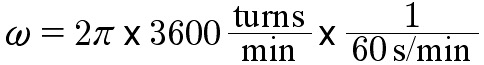 ω = 2π x 3600 turns/min x 1/(60 s/min)